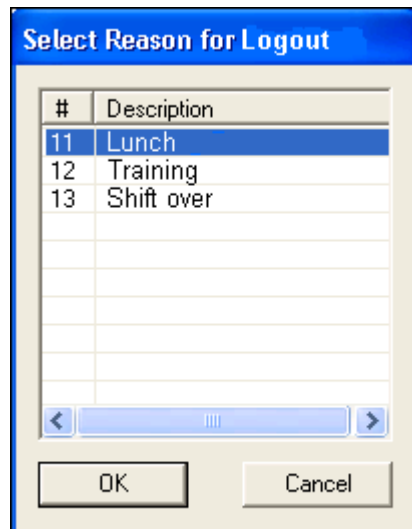 Select Reason for Logout
# Description
11 Lunch
12 Training
13 Shift over
OK Cancel